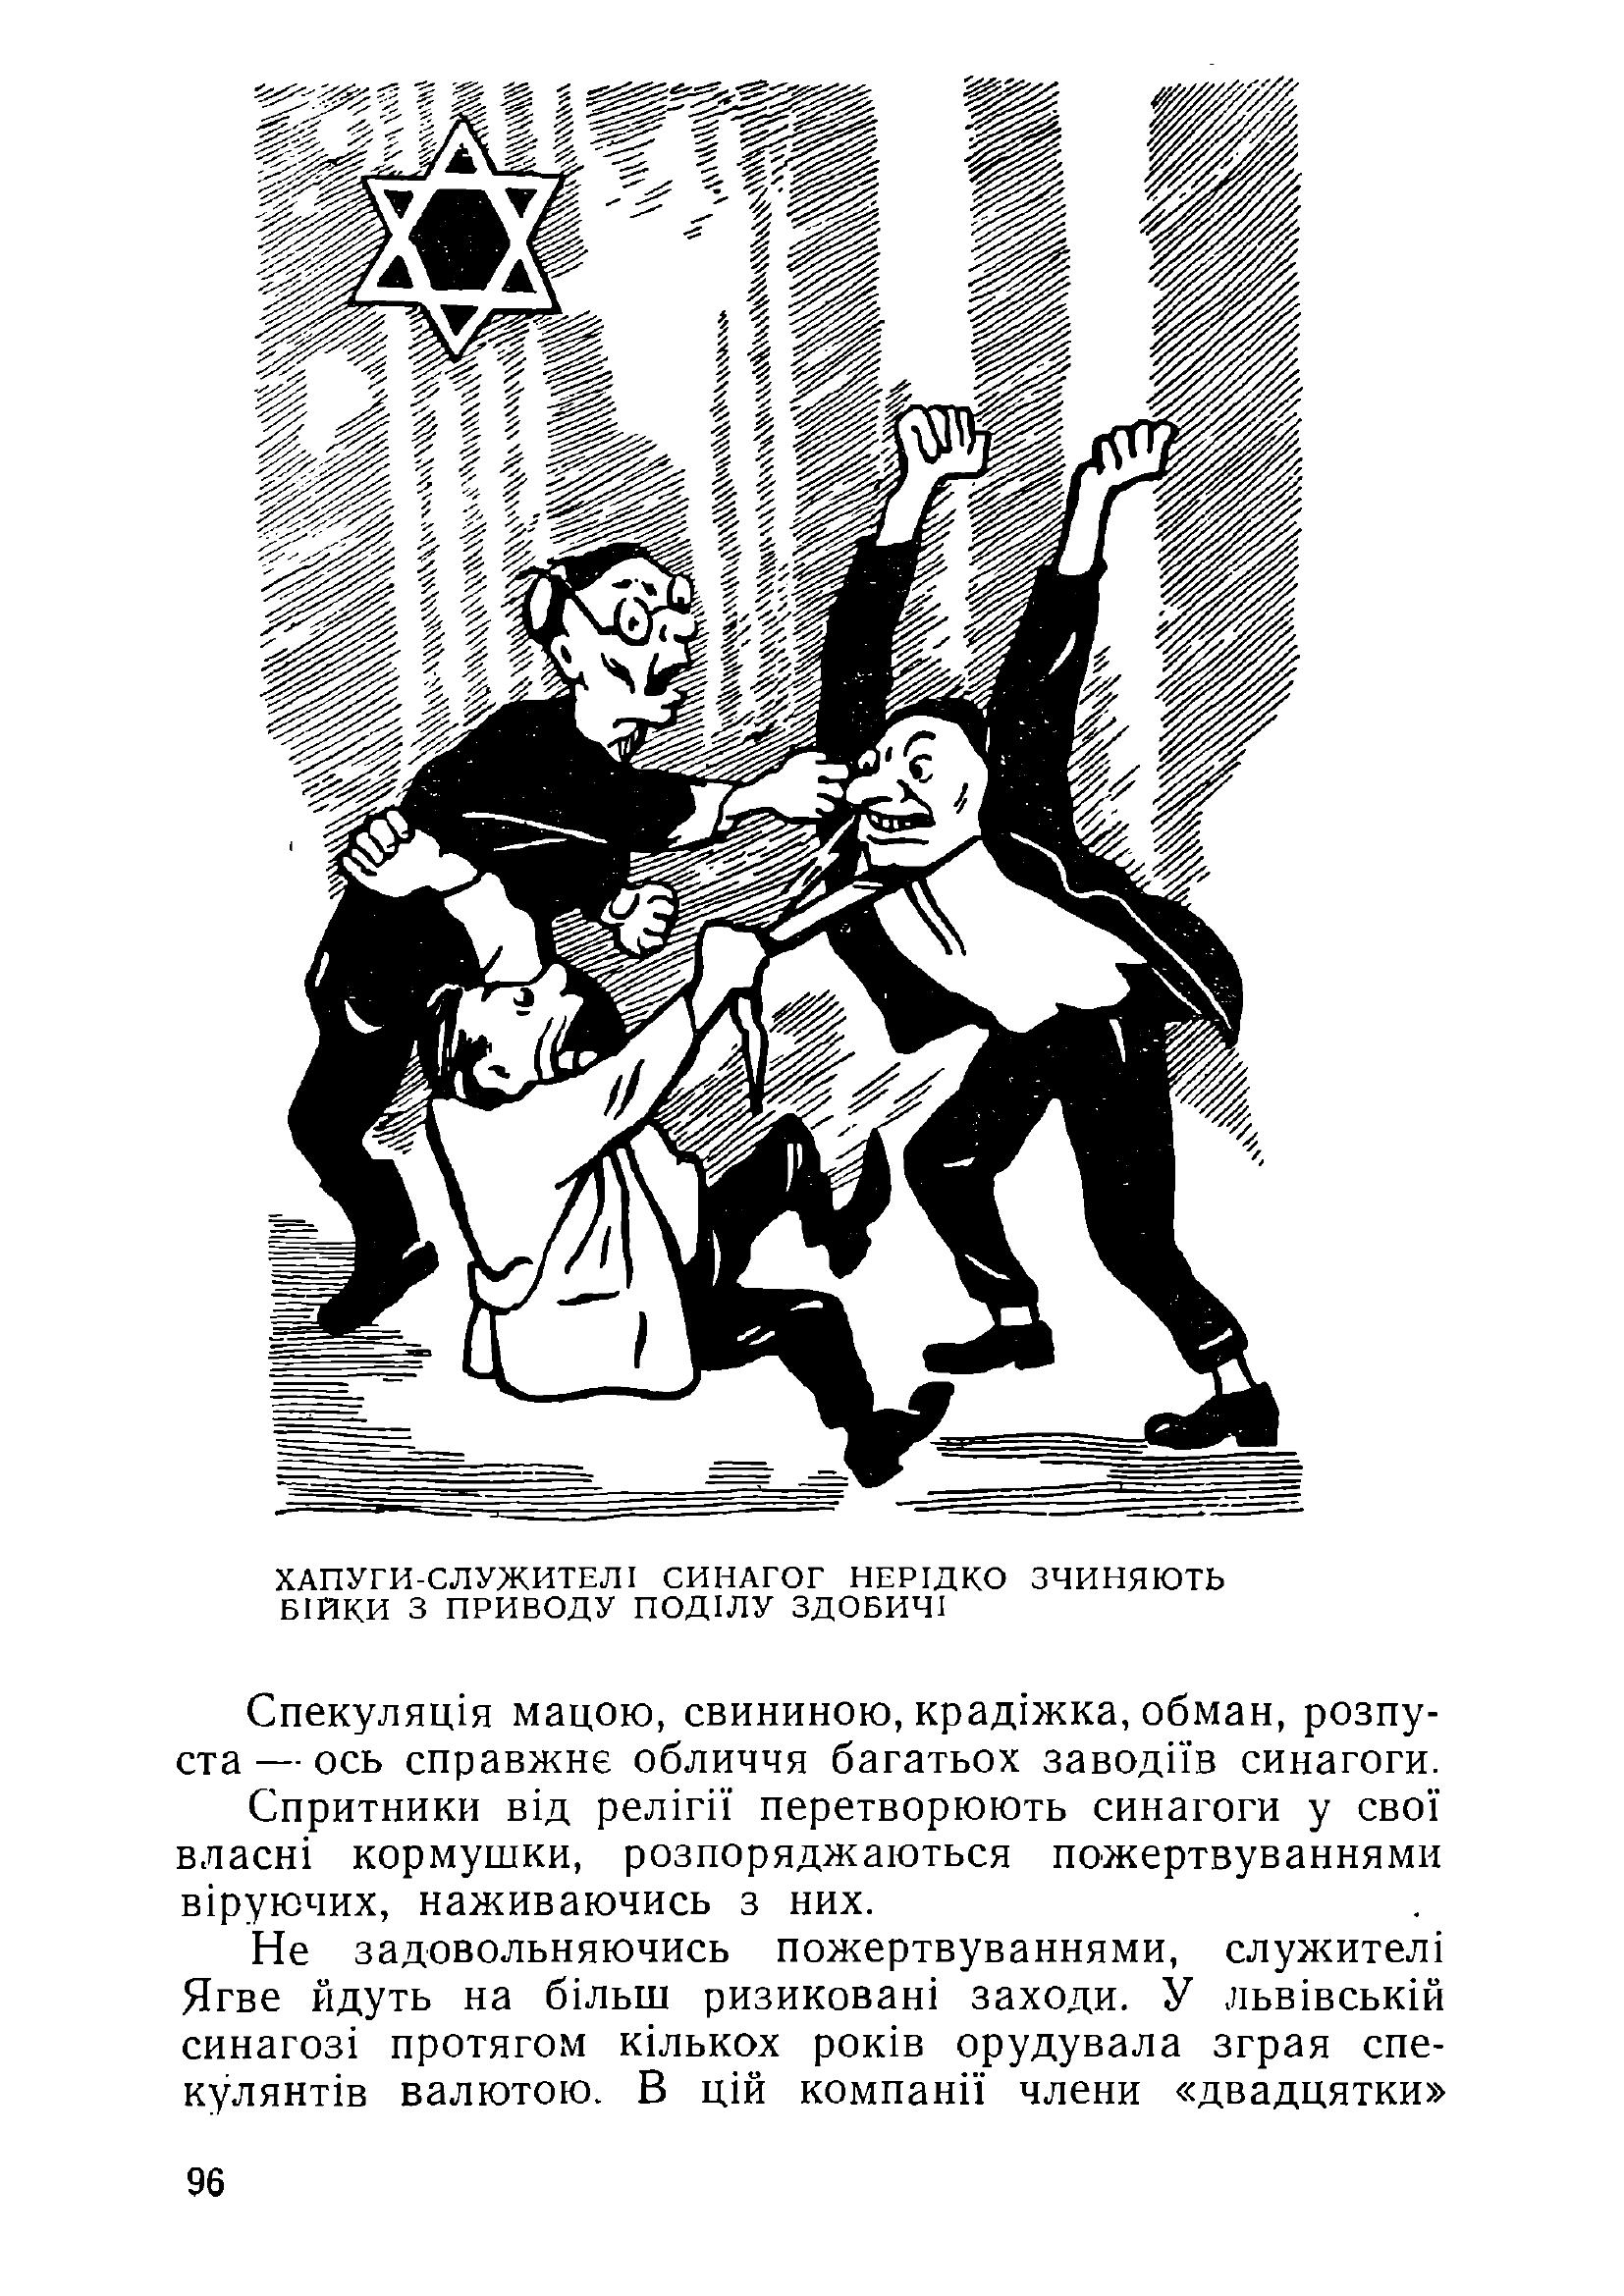 ХАПУГИ-СЛУЖИТЕЛІ СИНАГОГ НЕРІДКО ЗЧИНЯЮТЬ
БІЙКИ З ПРИВОДУ ПОДІЛУ ЗДОБИЧІ
Спекуляція мацою, свининою, крадіжка, обман, розпу-
ста — ось справжнє обличчя багатьох заводіїв синагоги.
Спритники від релігії перетворюють синагоги у свої
власні кормушки, розпоряджаються пожертвуваннями
віруючих, наживаючись з них.
Не задовольняючись пожертвуваннями, служителі
Ягве йдуть на більш ризиковані заходи. У львівській
синагозі протягом кількох років орудувала зграя спе-
кулянтів валютою. В цій компанії члени «двадцятки»
96